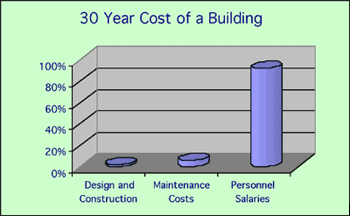 30 Year Cost of a Building
100%
80%
60%
40%
20%
0%
Design and
Construction
Maintenance
Costs
Personnel
Salaries